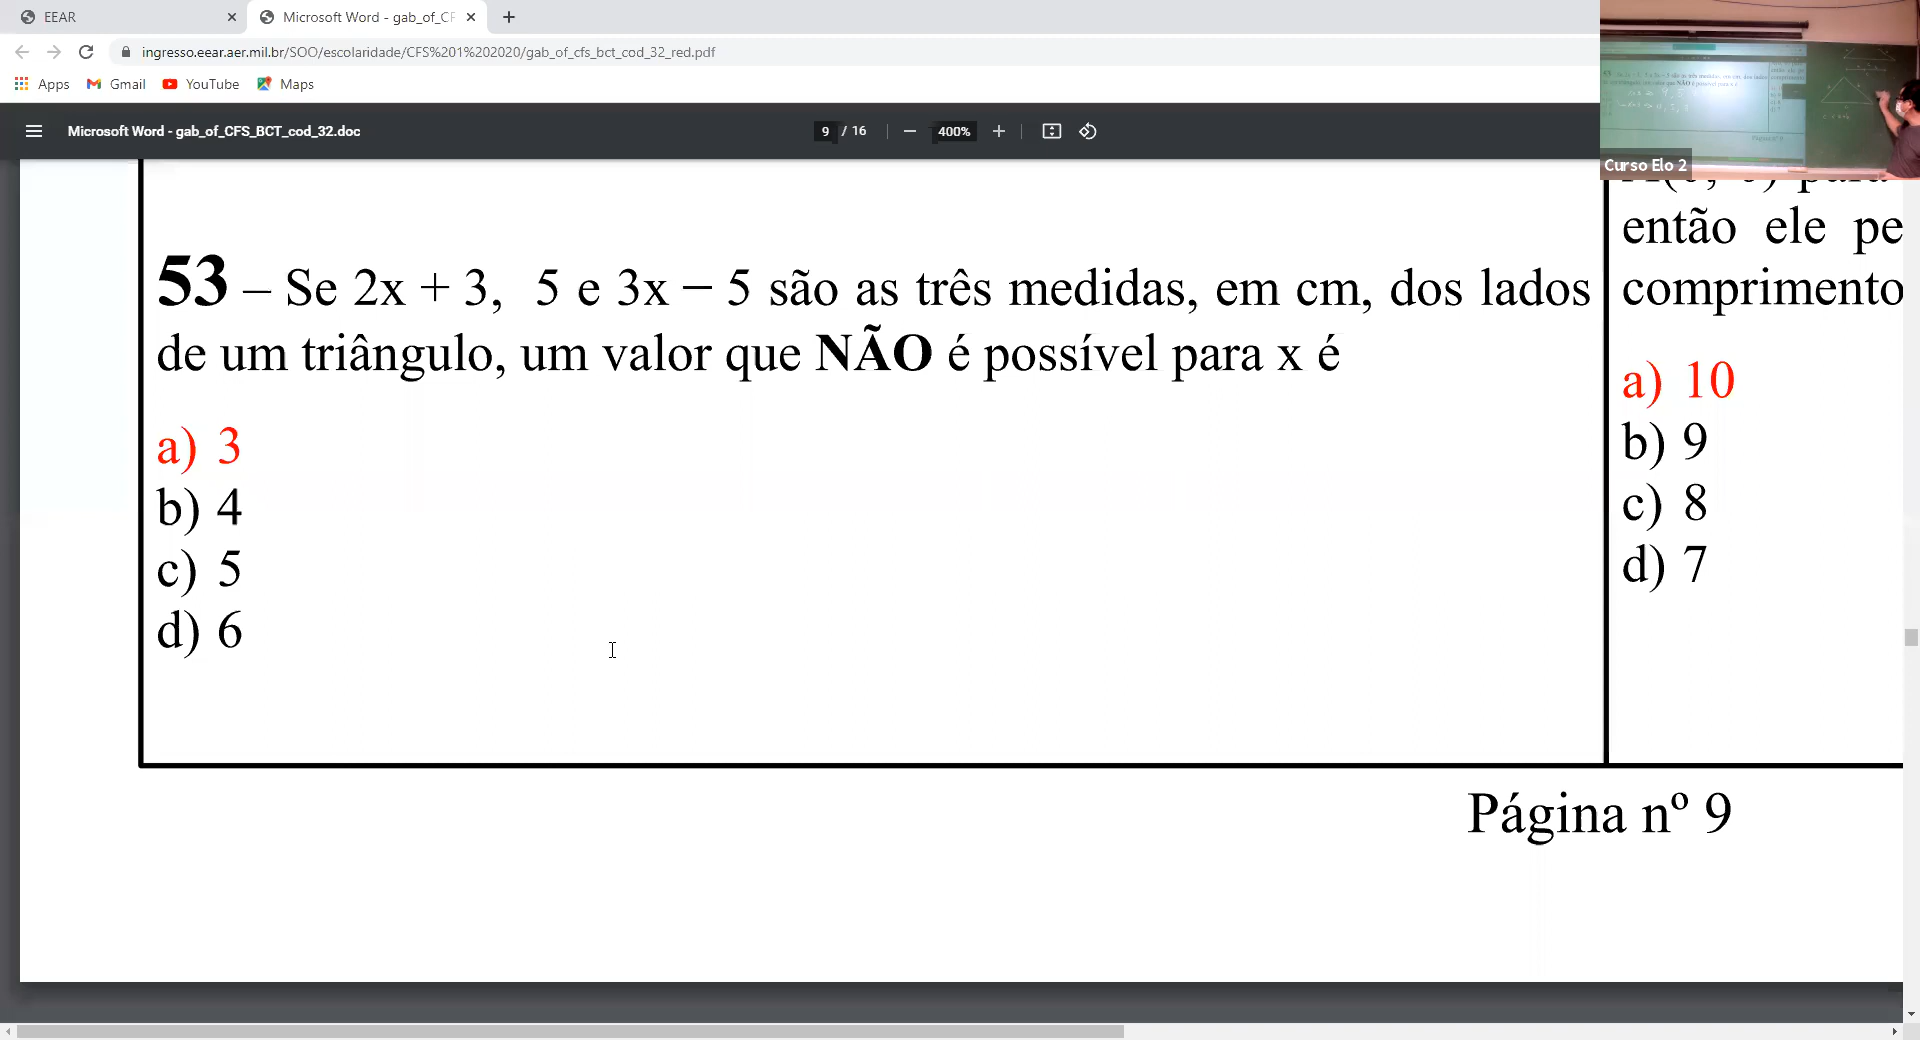 EEAR
Microsoft Word - gab_of_CF
ingresso.eear.aer.mil.br/SOO/escolaridade/CFS%201%202020/gab_of_cfs_bct_cod_32_red.pdf
Apps
Gmail
YouTube
Maps
Microsoft Word - gab_of_CFS_BCT_cod_32.doc
9 / 16
400%
Curso Elo 2
53 – Se 2x + 3, 5 e 3x – 5 são as três medidas, em cm, dos lados
de um triângulo, um valor que NÃO é possível para x é
a) 3
b) 4
c) 5
d) 6
então ele pe
comprimento
a) 10
b) 9
c) 8
d) 7
Página nº 9